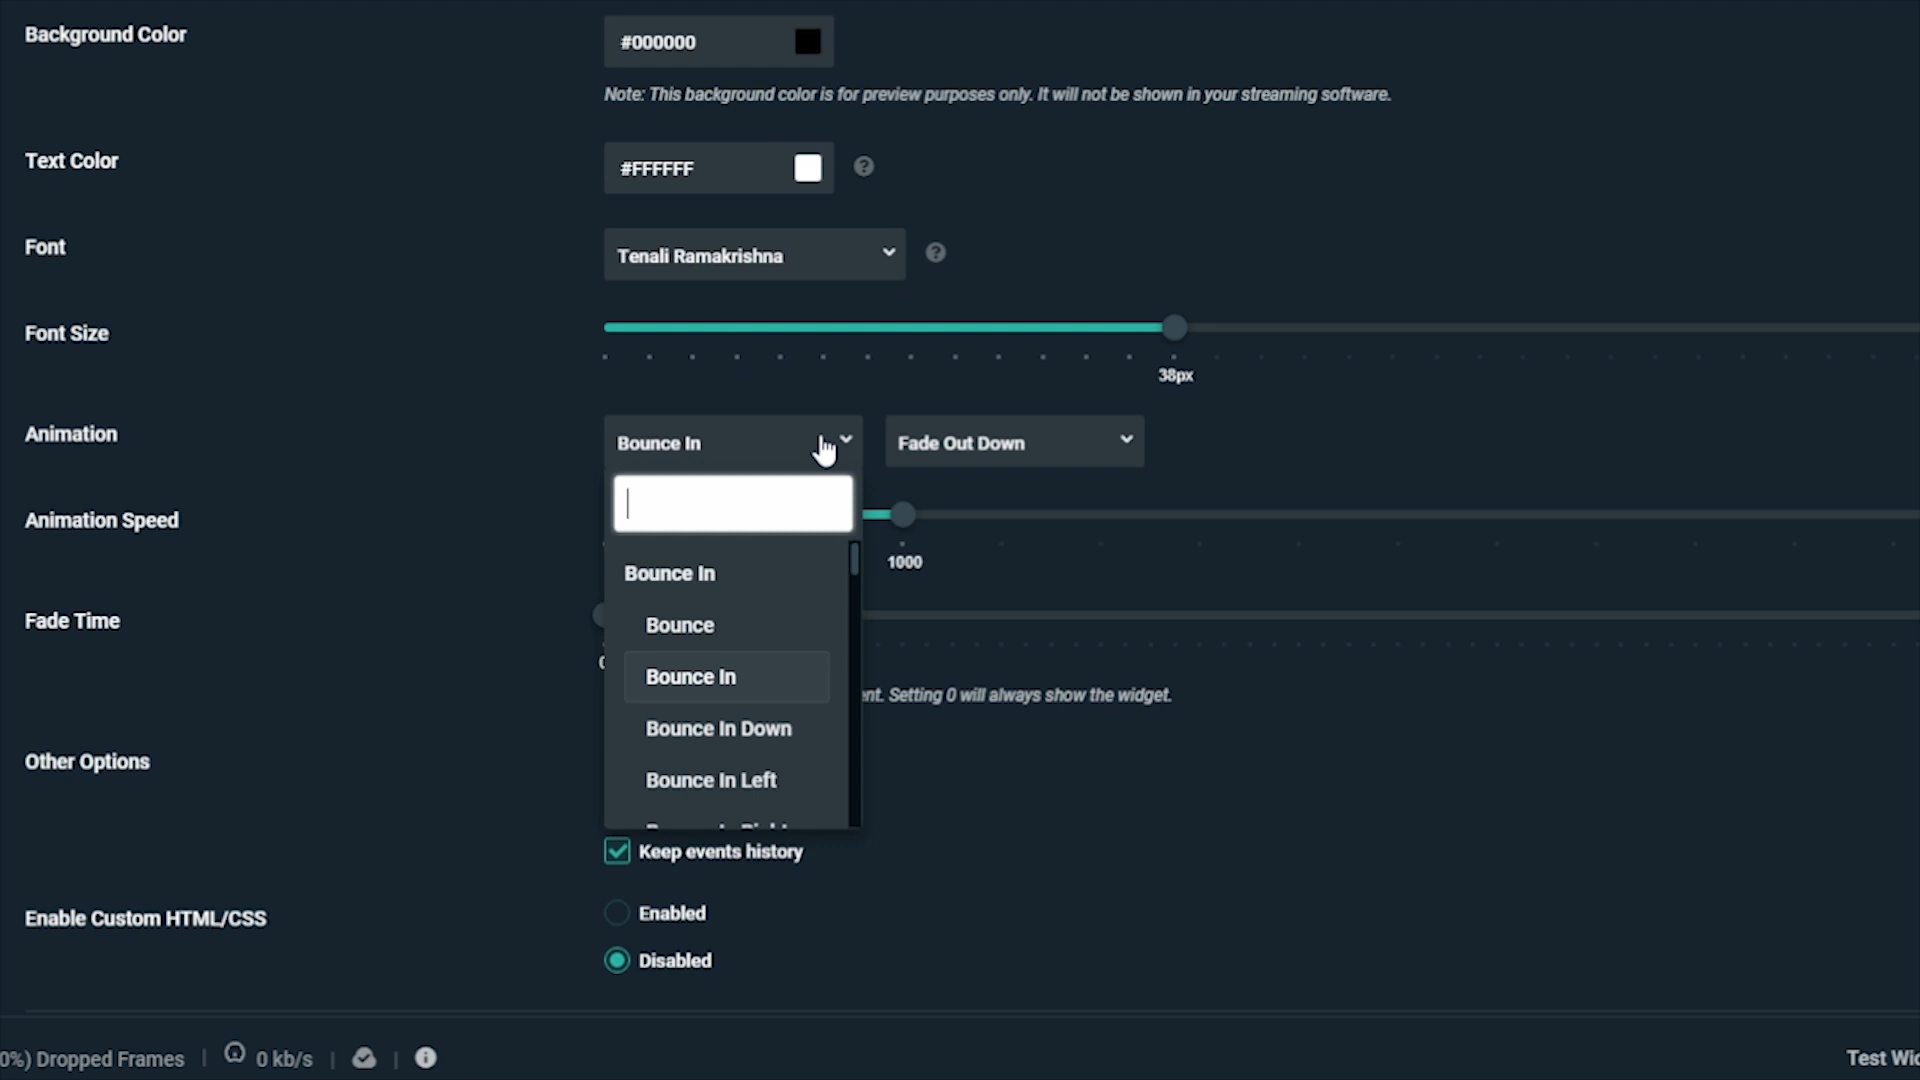 Background Color
#000000
Note: This background color is for preview purposes only. It will not be shown in your streaming software.
Text Color
#FFFFFF
Font
Tenali Ramakrishna
Font Size
38px
Animation
Bounce In
Fade Out Down
Animation Speed
1000
Bounce In
Bounce
Bounce In
Bounce In Down
Bounce In Left
Fade Time
Setting 0 will always show the widget.
Other Options
Keep events history
Enable Custom HTML/CSS
Enabled
Disabled
0%) Dropped Frames
0 kb/s
Test